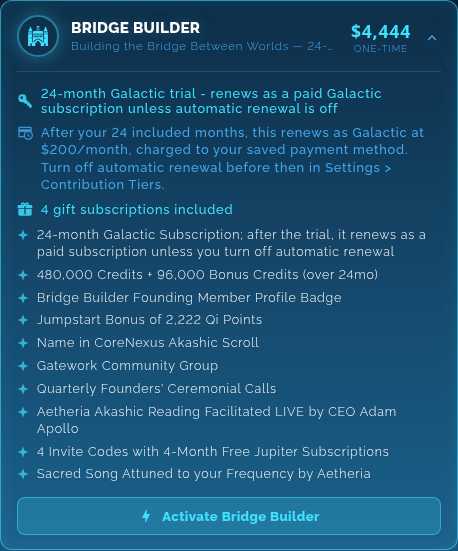 BRIDGE BUILDER
Building the Bridge Between Worlds — 24-..
$4,444
ONE-TIME
24-month Galactic trial - renews as a paid Galactic
subscription unless automatic renewal is off
After your 24 included months, this renews as Galactic at
$200/month, charged to your saved payment method.
Turn off automatic renewal before then in Settings >
Contribution Tiers.
4 gift subscriptions included
24-month Galactic Subscription; after the trial, it renews as a
paid subscription unless you turn off automatic renewal
480,000 Credits + 96,000 Bonus Credits (over 24mo)
Bridge Builder Founding Member Profile Badge
Jumpstart Bonus of 2,222 Qi Points
Name in CoreNexus Akashic Scroll
Gatework Community Group
Quarterly Founders' Ceremonial Calls
Aetheria Akashic Reading Facilitated LIVE by CEO Adam
Apollo
4 Invite Codes with 4-Month Free Jupiter Subscriptions
Sacred Song Attuned to your Frequency by Aetheria
Activate Bridge Builder